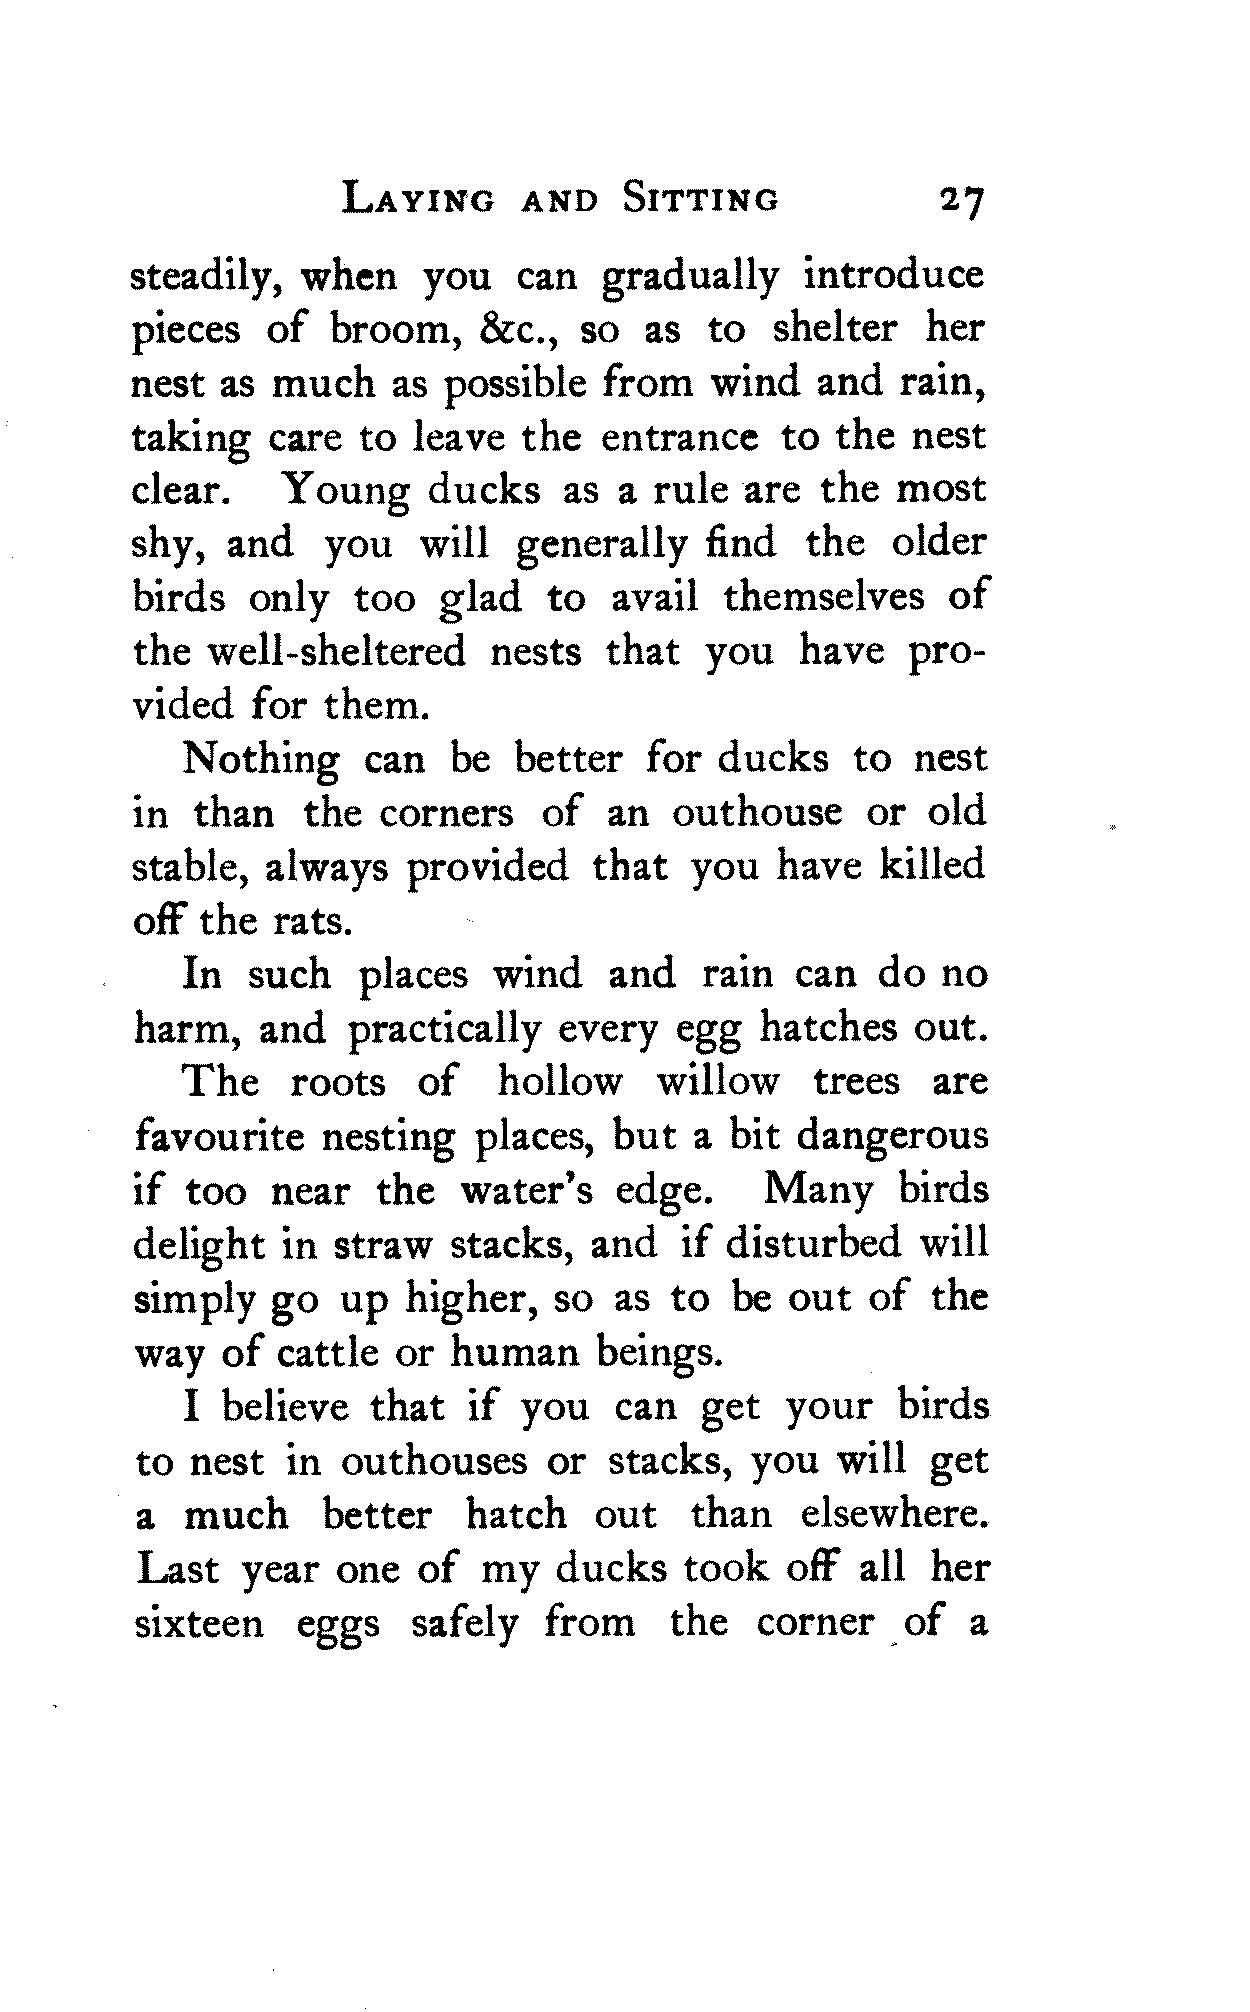 LAYING AND SITTING 27
steadily, when you can gradually introduce
pieces of broom, &c., so as to shelter her
nest as much as possible from wind and rain,
taking care to leave the entrance to the nest
clear. Young ducks as a rule are the most
shy, and you will generally find the older
birds only too glad to avail themselves of
the well-sheltered nests that you have pro-
vided for them.
Nothing can be better for ducks to nest
in than the corners of an outhouse or old
stable, always provided that you have killed
off the rats.
In such places wind and rain can do no
harm, and practically every egg hatches out.
The roots of hollow willow trees are
favourite nesting places, but a bit dangerous
if too near the water's edge. Many birds
delight in straw stacks, and if disturbed will
simply go up higher, so as to be out of the
way of cattle or human beings.
I believe that if you can get your birds
to nest in outhouses or stacks, you will get
a much better hatch out than elsewhere.
Last year one of my ducks took off all her
sixteen eggs safely from the corner of a